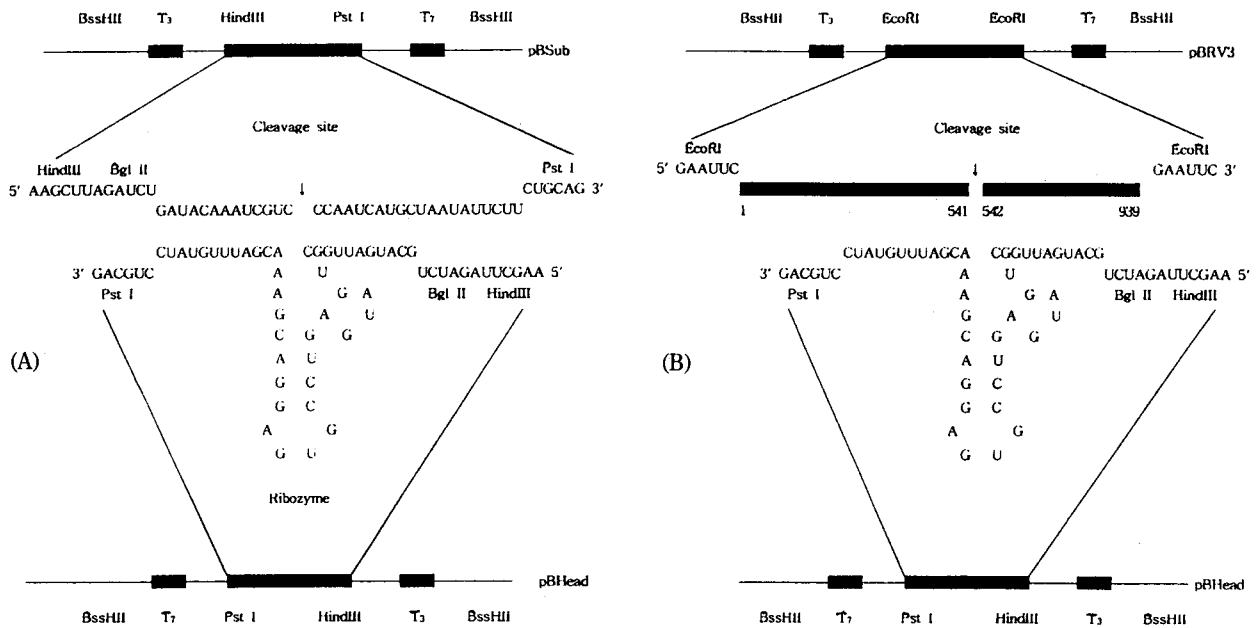 BssHII T3 HindIII Pst I T7 BssHII
pBSub
Cleavage site
HindIII Bgl II
Pst I
5' AAGCUUAGAUCU
↓
CUGCAG 3'
GAUACAAAUCGUC CCAAUCAUGCUAAUAUUCUU
CUAUGUUUAGCA CGGUUAGUACG
3' GACGUC
A U
UCUAGAUUCGAA 5'
Pst I
Bgl II HindIII
A G A
G A U
C G G
A U
G C
G C
A G
G U
(A)
Ribozyme
pBHead
BssHII T7 Pst I HindIII T3 BssHII
BssHII T3 EcoRI EcoRI T7 BssHII
pBRV3
Cleavage site
EcoRI
EcoRI
5' GAAUUC
↓
GAAUUC 3'
1 541 542 939
CUAUGUUUAGCA CGGUUAGUACG
3' GACGUC
A U
UCUAGAUUCGAA 5'
Pst I
Bgl II HindIII
A G A
G A U
C G G
A U
G C
G C
A G
G U
(B)
pBHead
BssHII T7 Pst I HindIII T3 BssHII